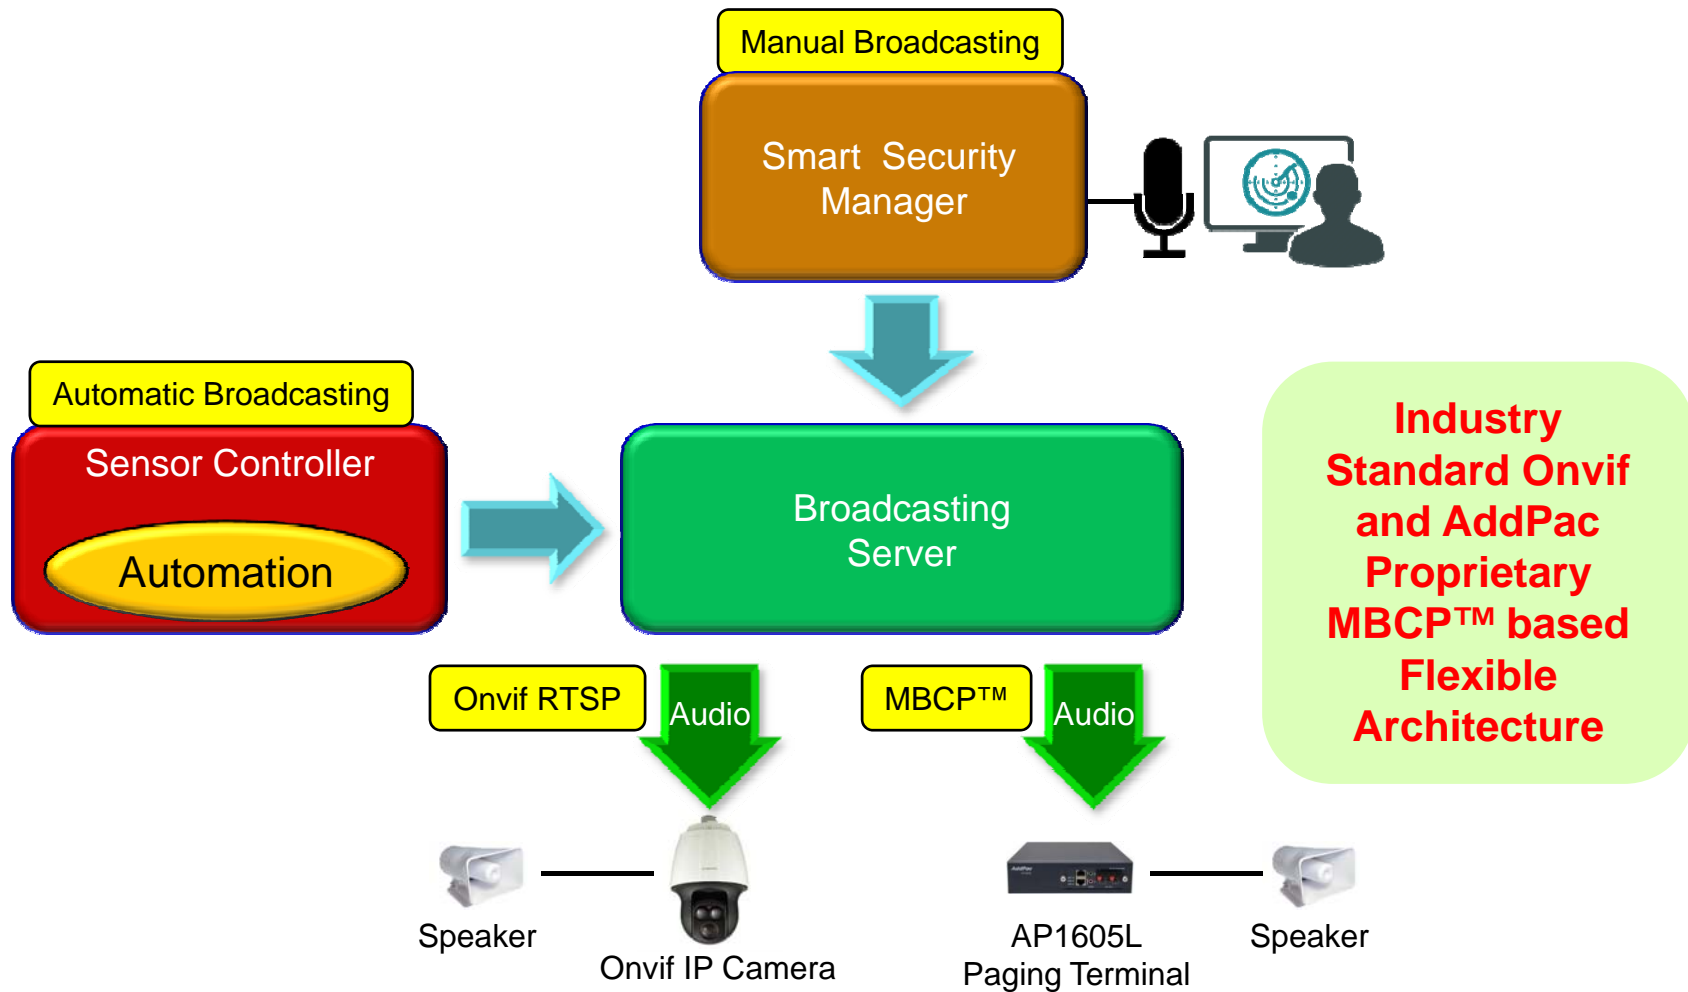 Manual Broadcasting
Smart Security
Manager
Automatic Broadcasting
Sensor Controller
Automation
Broadcasting
Server
Industry
Standard Onvif
and AddPac
Proprietary
MBCP™ based
Flexible
Architecture
Onvif RTSP
Audio
MBCP™
Audio
AddPac
Speaker
Onvif IP Camera
AP1605L
Paging Terminal
Speaker